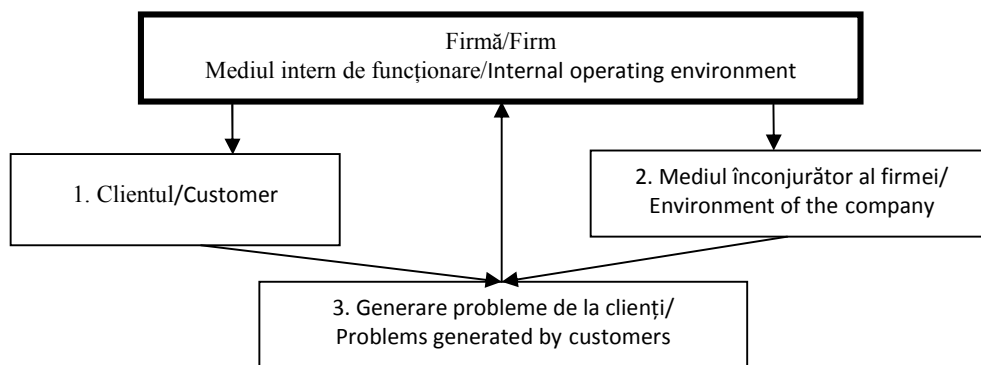 Firmă/Firm
Mediul intern de funcționare/Internal operating environment
1. Clientul/Customer
2. Mediul înconjurător al firmei/
Environment of the company
3. Generare probleme de la clienți/
Problems generated by customers